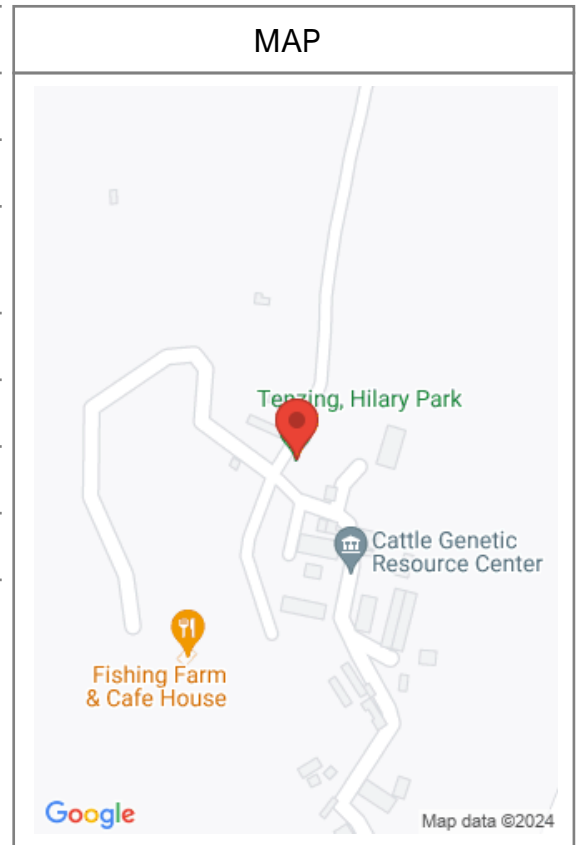 MAP
Tenzing, Hilary Park
Cattle Genetic
Resource Center
Fishing Farm
& Cafe House
Google
Map data ©2024